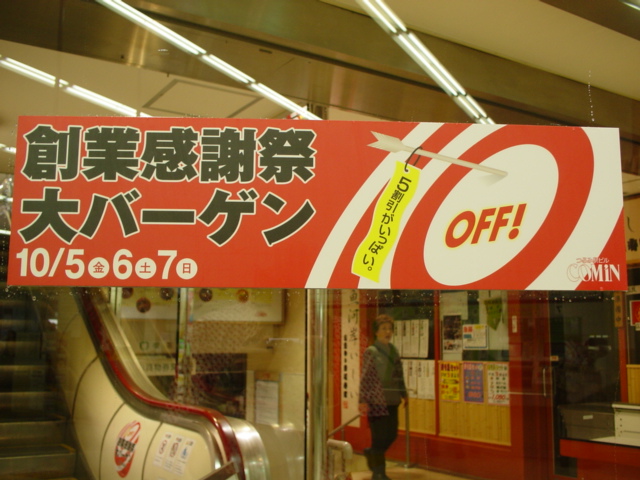 創業感謝祭
大バーゲン
10/5金6土7日
5割引がいっぱい。
OFF!
COMiN